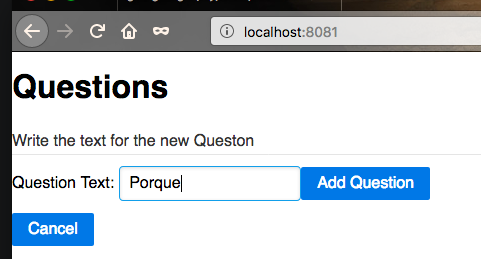 localhost:8081
Questions
Write the text for the new Queston
Question Text: Porque Add Question
Cancel